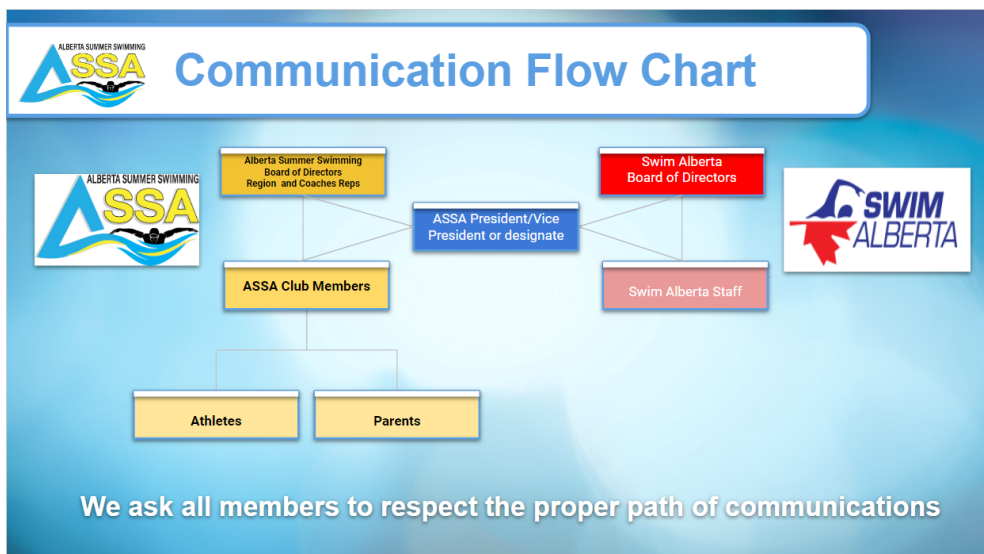 ALBERTA SUMMER SWIMMING
ASSA
Communication Flow Chart
ALBERTA SUMMER SWIMMING
ASSA
Alberta Summer Swimming
Board of Directors
Region and Coaches Reps
ASSA President/Vice
President or designate
Swim Alberta
Board of Directors
SWIM
ALBERTA
ASSA Club Members
Swim Alberta Staff
Athletes
Parents
We ask all members to respect the proper path of communications